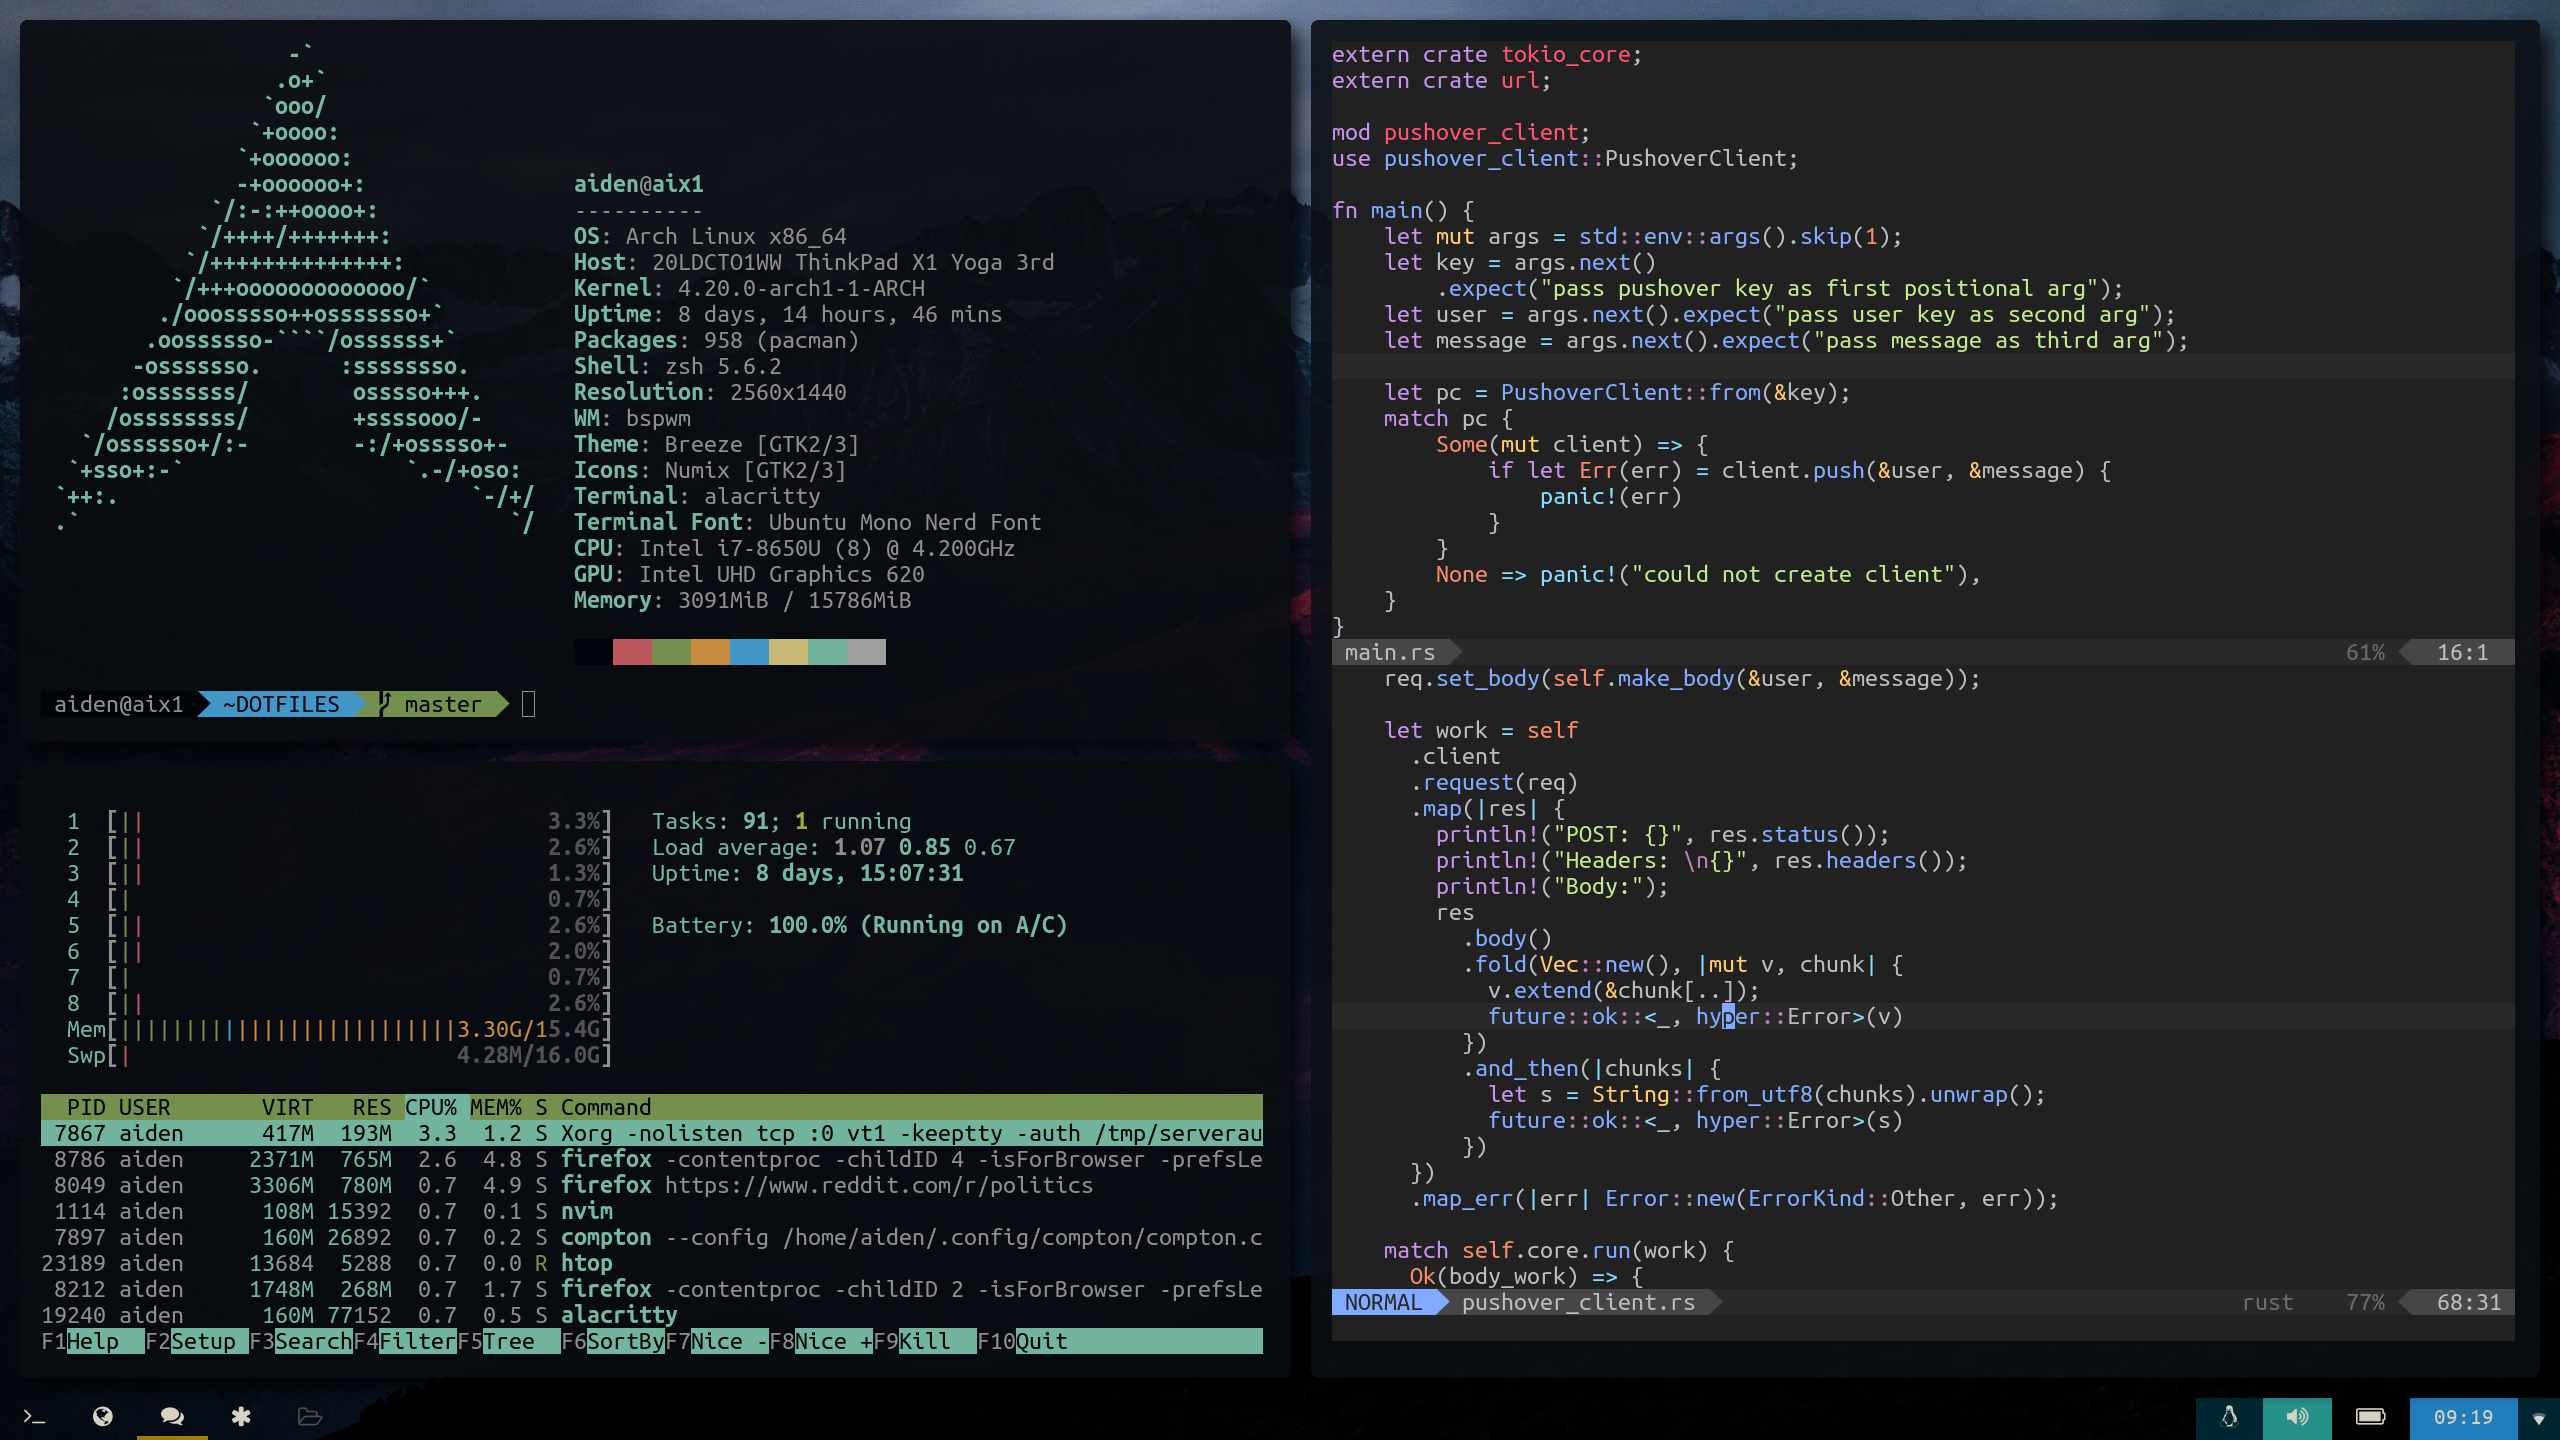 -`
.o+`
`ooo/
`+oooo:
`+oooooo:
-+oooooo+:
`/:-:++oooo+:
`/++++/+++++++:
`/++++++++++++++:
`/+++ooooooooooooo/`
./ooosssso++osssssso+`
.oossssso-````/ossssss+`
-osssssso.      :ssssssso.
:osssssss/        osssso+++.
/ossssssss/        +ssssooo/-
`/ossssso+/:-        -:/+osssso+-
`+sso+:-`                 `.-/+oso:
`++:.                           `-/+/
.`                                 `/
aiden@aix1
----------
OS: Arch Linux x86_64
Host: 20LDCTO1WW ThinkPad X1 Yoga 3rd
Kernel: 4.20.0-arch1-1-ARCH
Uptime: 8 days, 14 hours, 46 mins
Packages: 958 (pacman)
Shell: zsh 5.6.2
Resolution: 2560x1440
WM: bspwm
Theme: Breeze [GTK2/3]
Icons: Numix [GTK2/3]
Terminal: alacritty
Terminal Font: Ubuntu Mono Nerd Font
CPU: Intel i7-8650U (8) @ 4.200GHz
GPU: Intel UHD Graphics 620
Memory: 3091MiB / 15786MiB
aiden@aix1 ~DOTFILES master
1 [|| 3.3%]
2 [|| 2.6%]
3 [|| 1.3%]
4 [| 0.7%]
5 [|| 2.6%]
6 [|| 2.0%]
7 [| 0.7%]
8 [|| 2.6%]
Mem[||||||||||||||||||||||||||3.30G/15.4G]
Swp[| 4.28M/16.0G]
Tasks: 91; 1 running
Load average: 1.07 0.85 0.67
Uptime: 8 days, 15:07:31
Battery: 100.0% (Running on A/C)
PID USER VIRT RES CPU% MEM% S Command
7867 aiden 417M 193M 3.3 1.2 S Xorg -nolisten tcp :0 vt1 -keeptty -auth /tmp/serverau
8786 aiden 2371M 765M 2.6 4.8 S firefox -contentproc -childID 4 -isForBrowser -prefsLe
8049 aiden 3306M 780M 0.7 4.9 S firefox https://www.reddit.com/r/politics
1114 aiden 108M 15392 0.7 0.1 S nvim
7897 aiden 160M 26892 0.7 0.2 S compton --config /home/aiden/.config/compton/compton.c
23189 aiden 13684 5288 0.7 0.0 R htop
8212 aiden 1748M 268M 0.7 1.7 S firefox -contentproc -childID 2 -isForBrowser -prefsLe
19240 aiden 160M 77152 0.7 0.5 S alacritty
F1Help F2Setup F3SearchF4FilterF5Tree F6SortByF7Nice -F8Nice +F9Kill F10Quit
extern crate tokio_core;
extern crate url;
mod pushover_client;
use pushover_client::PushoverClient;
fn main() {
    let mut args = std::env::args().skip(1);
    let key = args.next()
        .expect("pass pushover key as first positional arg");
    let user = args.next().expect("pass user key as second arg");
    let message = args.next().expect("pass message as third arg");
    let pc = PushoverClient::from(&key);
    match pc {
        Some(mut client) => {
            if let Err(err) = client.push(&user, &message) {
                panic!(err)
            }
        }
        None => panic!("could not create client"),
    }
}
main.rs 61% 16:1
    req.set_body(self.make_body(&user, &message));
    let work = self
      .client
      .request(req)
      .map(|res| {
        println!("POST: {}", res.status());
        println!("Headers: \n{}", res.headers());
        println!("Body:");
        res
          .body()
          .fold(Vec::new(), |mut v, chunk| {
            v.extend(&chunk[..]);
            future::ok::<_, hyper::Error>(v)
          })
          .and_then(|chunks| {
            let s = String::from_utf8(chunks).unwrap();
            future::ok::<_, hyper::Error>(s)
          })
      })
      .map_err(|err| Error::new(ErrorKind::Other, err));
    match self.core.run(work) {
      Ok(body_work) => {
NORMAL pushover_client.rs rust 77% 68:31
09:19